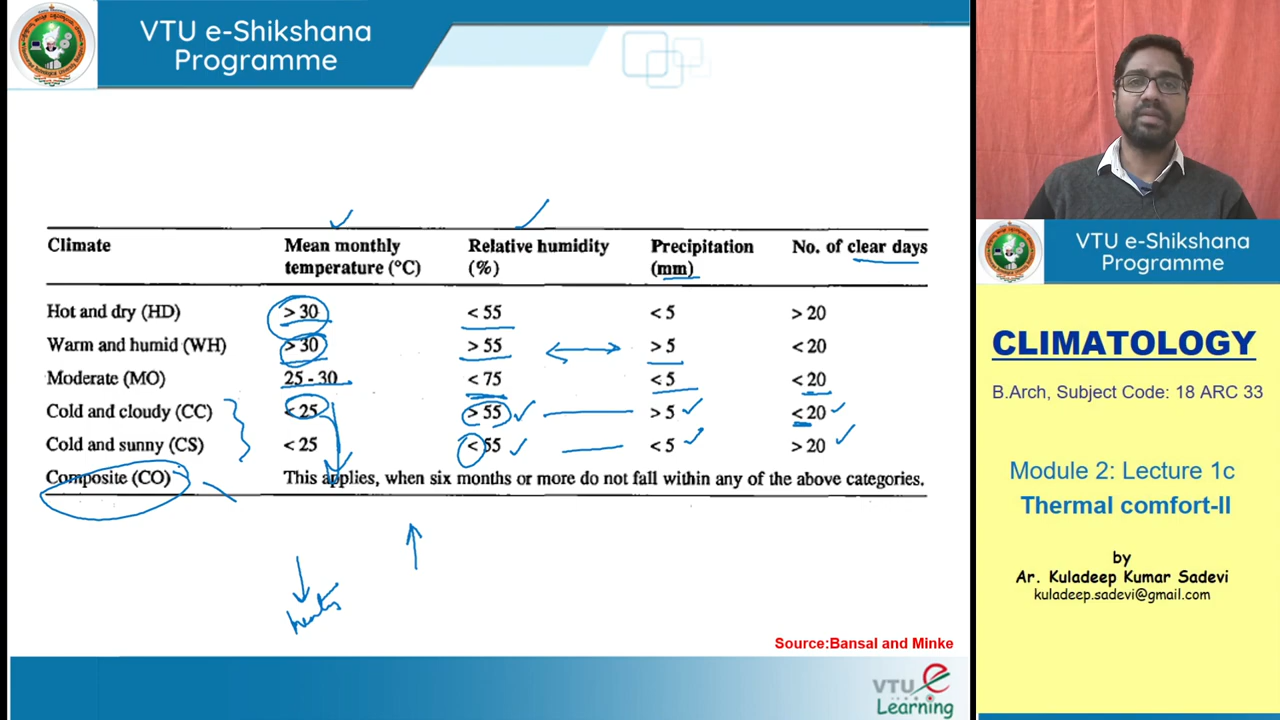 VTU e-Shikshana
Programme
Climate Mean monthly temperature (°C) Relative humidity (%) Precipitation (mm) No. of clear days
Hot and dry (HD) > 30 < 55 < 5 > 20
Warm and humid (WH) > 30 > 55 > 5 < 20
Moderate (MO) 25 - 30 < 75 < 5 < 20
Cold and cloudy (CC) < 25 > 55 > 5 < 20
Cold and sunny (CS) < 25 < 55 < 5 > 20
Composite (CO) This applies, when six months or more do not fall within any of the above categories.
Source:Bansal and Minke
VTU e
Learning
VTU e-Shikshana
Programme
CLIMATOLOGY
B.Arch, Subject Code: 18 ARC 33
Module 2: Lecture 1c
Thermal comfort-II
by
Ar. Kuladeep Kumar Sadevi
kuladeep.sadevi@gmail.com